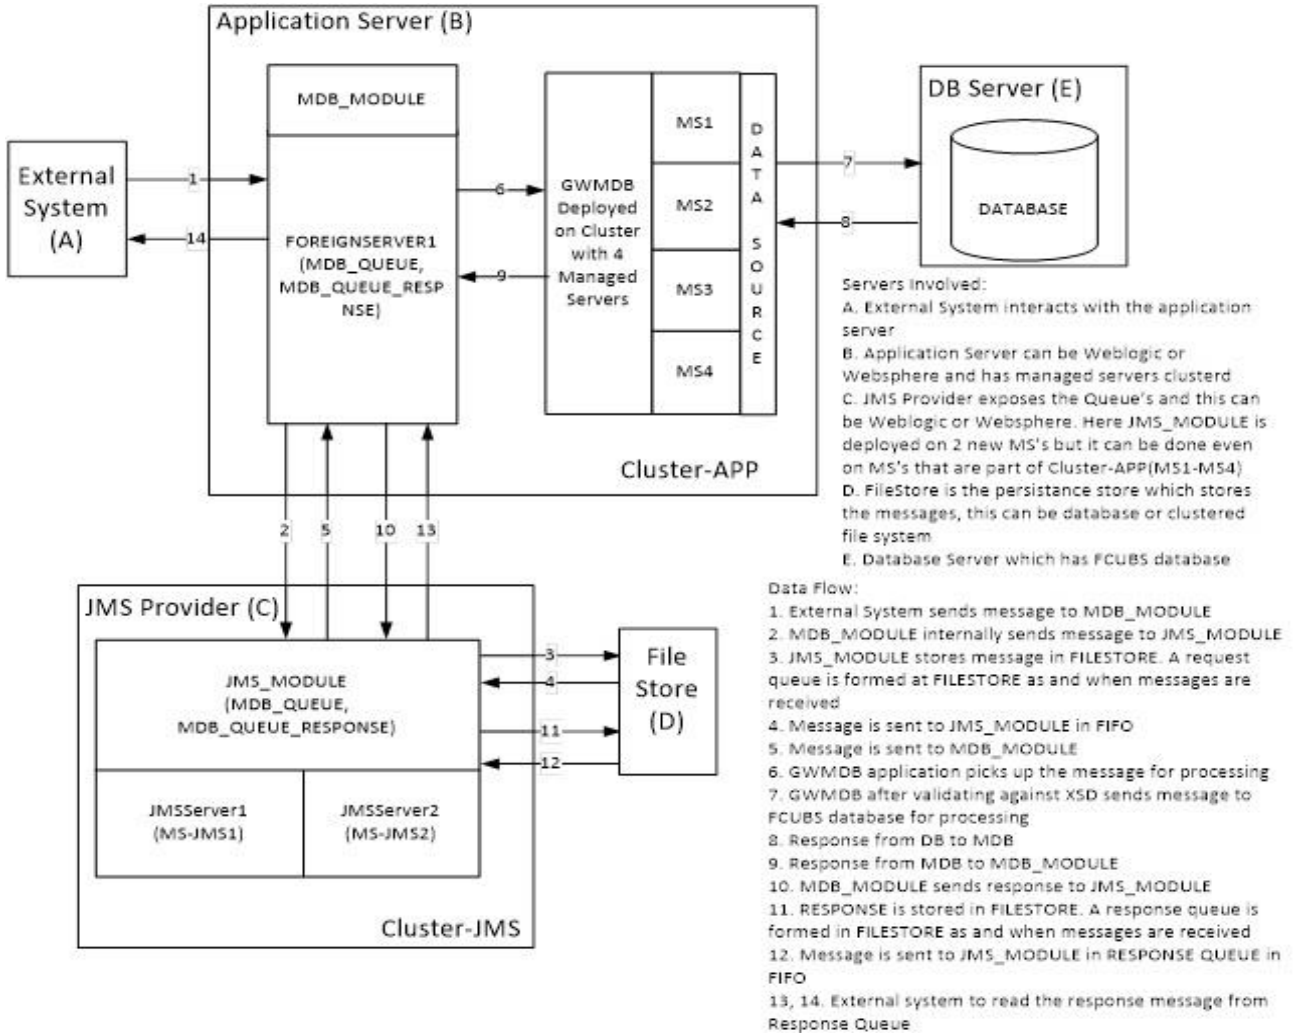 Application Server (B)
MDB_MODULE
FOREIGNSERVER1
(MDB_QUEUE,
MDB_QUEUE_RESP
NSE)
External
System
(A)
1
14
6
9
GWMDB
Deployed
on Cluster
with 4
Managed
Servers
MS1
MS2
MS3
MS4
DATA SOURCE
7
8
DB Server (E)
DATABASE
Cluster-APP
2
5
10
13
JMS Provider (C)
JMS_MODULE
(MDB_QUEUE,
MDB_QUEUE_RESPONSE)
JMSServer1
(MS-JMS1)
JMSServer2
(MS-JMS2)
Cluster-JMS
3
4
11
12
File
Store
(D)
Servers Involved:
A. External System interacts with the application
server
B. Application Server can be Weblogic or
Websphere and has managed servers clusterd
C. JMS Provider exposes the Queue's and this can
be Weblogic or Websphere. Here JMS_MODULE is
deployed on 2 new MS's but it can be done even
on MS's that are part of Cluster-APP(MS1-MS4)
D. FileStore is the persistance store which stores
the messages, this can be database or clustered
file system
E. Database Server which has FCUBS database
Data Flow:
1. External System sends message to MDB_MODULE
2. MDB_MODULE internally sends message to JMS_MODULE
3. JMS_MODULE stores message in FILESTORE. A request
queue is formed at FILESTORE as and when messages are
received
4. Message is sent to JMS_MODULE in FIFO
5. Message is sent to MDB_MODULE
6. GWMDB application picks up the message for processing
7. GWMDB after validating against XSD sends message to
FCUBS database for processing
8. Response from DB to MDB
9. Response from MDB to MDB_MODULE
10. MDB_MODULE sends response to JMS_MODULE
11. RESPONSE is stored in FILESTORE. A response queue is
formed in FILESTORE as and when messages are received
12. Message is sent to JMS_MODULE in RESPONSE QUEUE in
FIFO
13, 14. External system to read the response message from
Response Queue